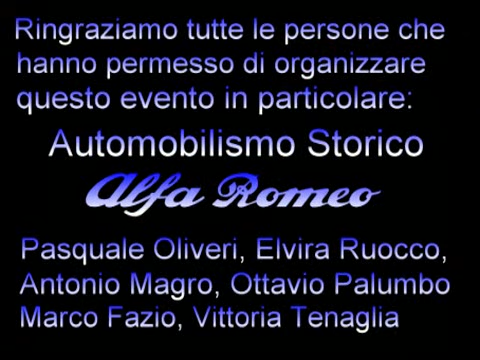 Ringraziamo tutte le persone che
hanno permesso di organizzare
questo evento in particolare:
Automobilismo Storico
Alfa Romeo
Pasquale Oliveri, Elvira Ruocco,
Antonio Magro, Ottavio Palumbo
Marco Fazio, Vittoria Tenaglia